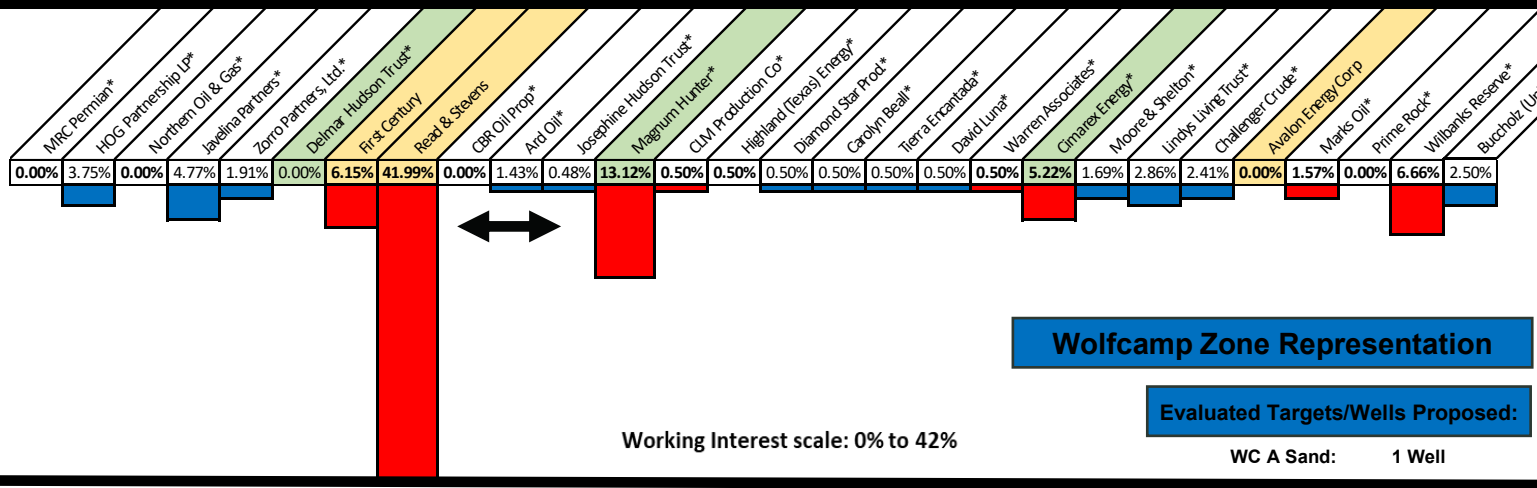 MRC Permian*
HOG Partnership LP*
Northern Oil & Gas*
Javelina Partners*
Zorro Partners, Ltd.*
Delmar Hudson Trust*
First Century
Read & Stevens
CBR Oil Prop*
Ard Oil*
Josephine Hudson Trust*
Magnum Hunter*
CLM Production Co*
Highland (Texas) Energy*
Diamond Star Prod.*
Carolyn Beall*
Tierra Encantada*
David Luna*
Warren Associates*
Cimarex Energy*
Moore & Shelton*
Lindys Living Trust*
Challenger Crude*
Avalon Energy Corp
Marks Oil*
Prime Rock*
Wilbanks Reserve*
Buccholz
0.00% 3.75% 0.00% 4.77% 1.91% 0.00% 6.15% 41.99% 0.00% 1.43% 0.48% 13.12% 0.50% 0.50% 0.50% 0.50% 0.50% 0.50% 0.50% 5.22% 1.69% 2.86% 2.41% 0.00% 1.57% 0.00% 6.66% 2.50%
Wolfcamp Zone Representation
Evaluated Targets/Wells Proposed:
Working Interest scale: 0% to 42%
WC A Sand: 1 Well